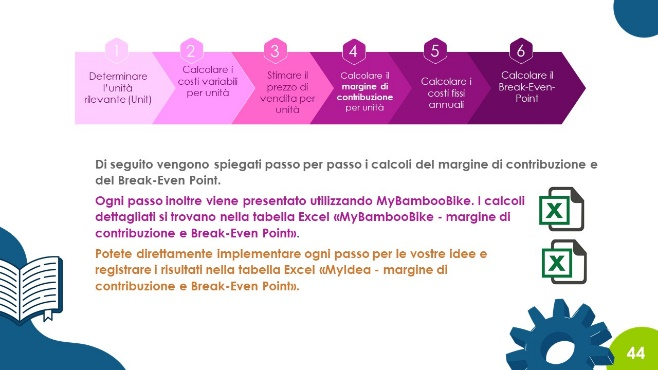 1
Determinare
l'unità
rilevante (Unit)
2
Calcolare i
costi variabili
per unità
3
Stimare il
prezzo di
vendita per
unità
4
Calcolare il
margine di
contribuzione
per unità
5
Calcolare i
costi fissi
annuali
6
Calcolare il
Break-Even-
Point
Di seguito vengono spiegati passo per passo i calcoli del margine di contribuzione e
del Break-Even Point.
Ogni passo inoltre viene presentato utilizzando MyBambooBike. I calcoli
dettagliati si trovano nella tabella Excel «MyBambooBike - margine di
contribuzione e Break-Even Point».
Potete direttamente implementare ogni passo per le vostre idee e
registrare i risultati nella tabella Excel «MyIdea - margine di
contribuzione e Break-Even Point».
X
X
44